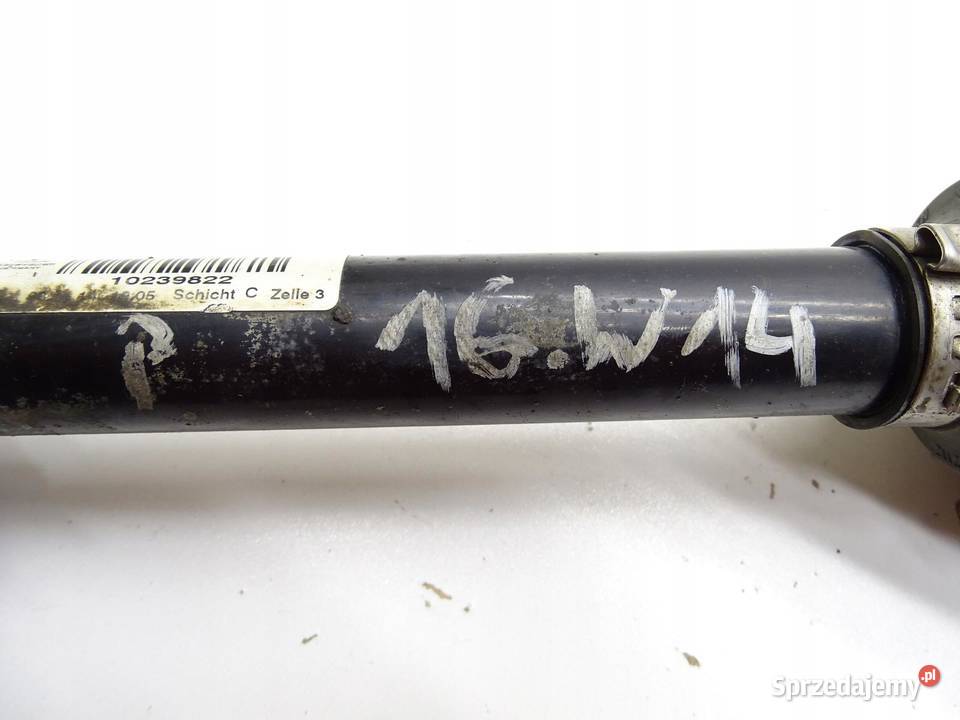 10239822
Schicht C Zelle 3
P 16.W14
Sprzedajemy.pl